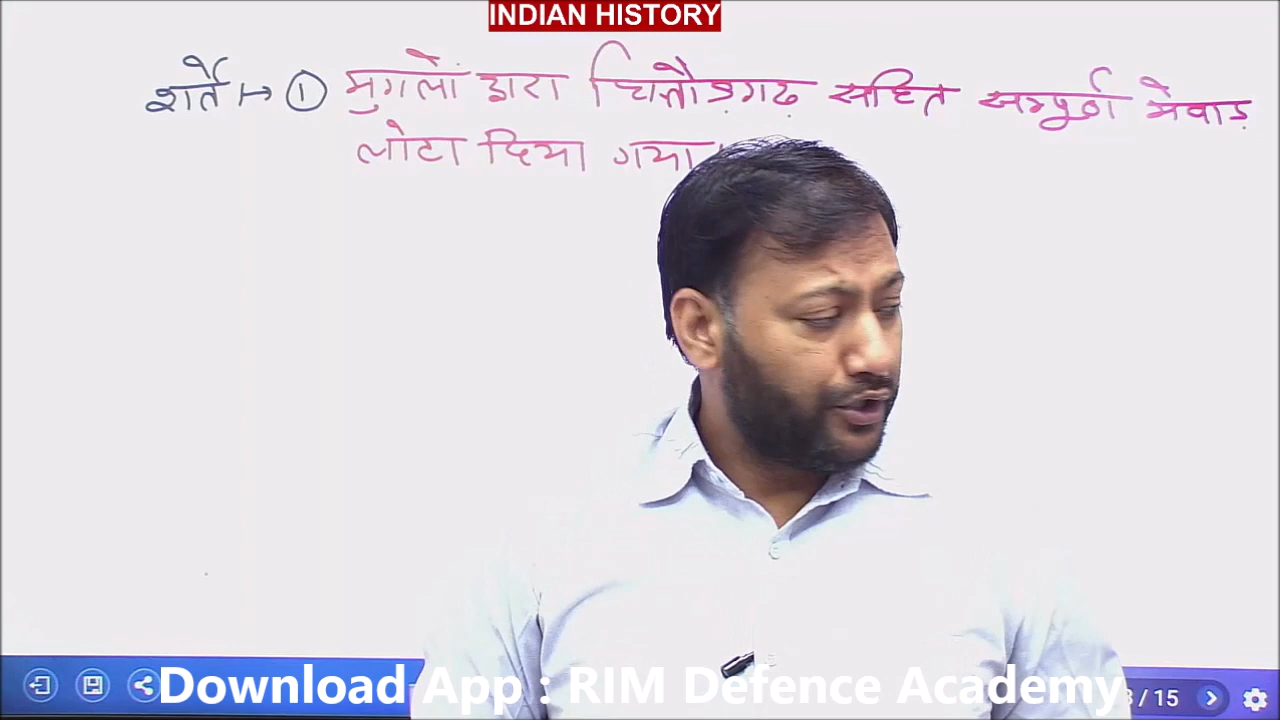 INDIAN HISTORY
शर्ते → ① मुगलों द्वारा चित्तौड़गढ़ सहित सम्पूर्ण मेवाड़
लोटा दिया गया
Download App : RIM Defence Academy
/ 15